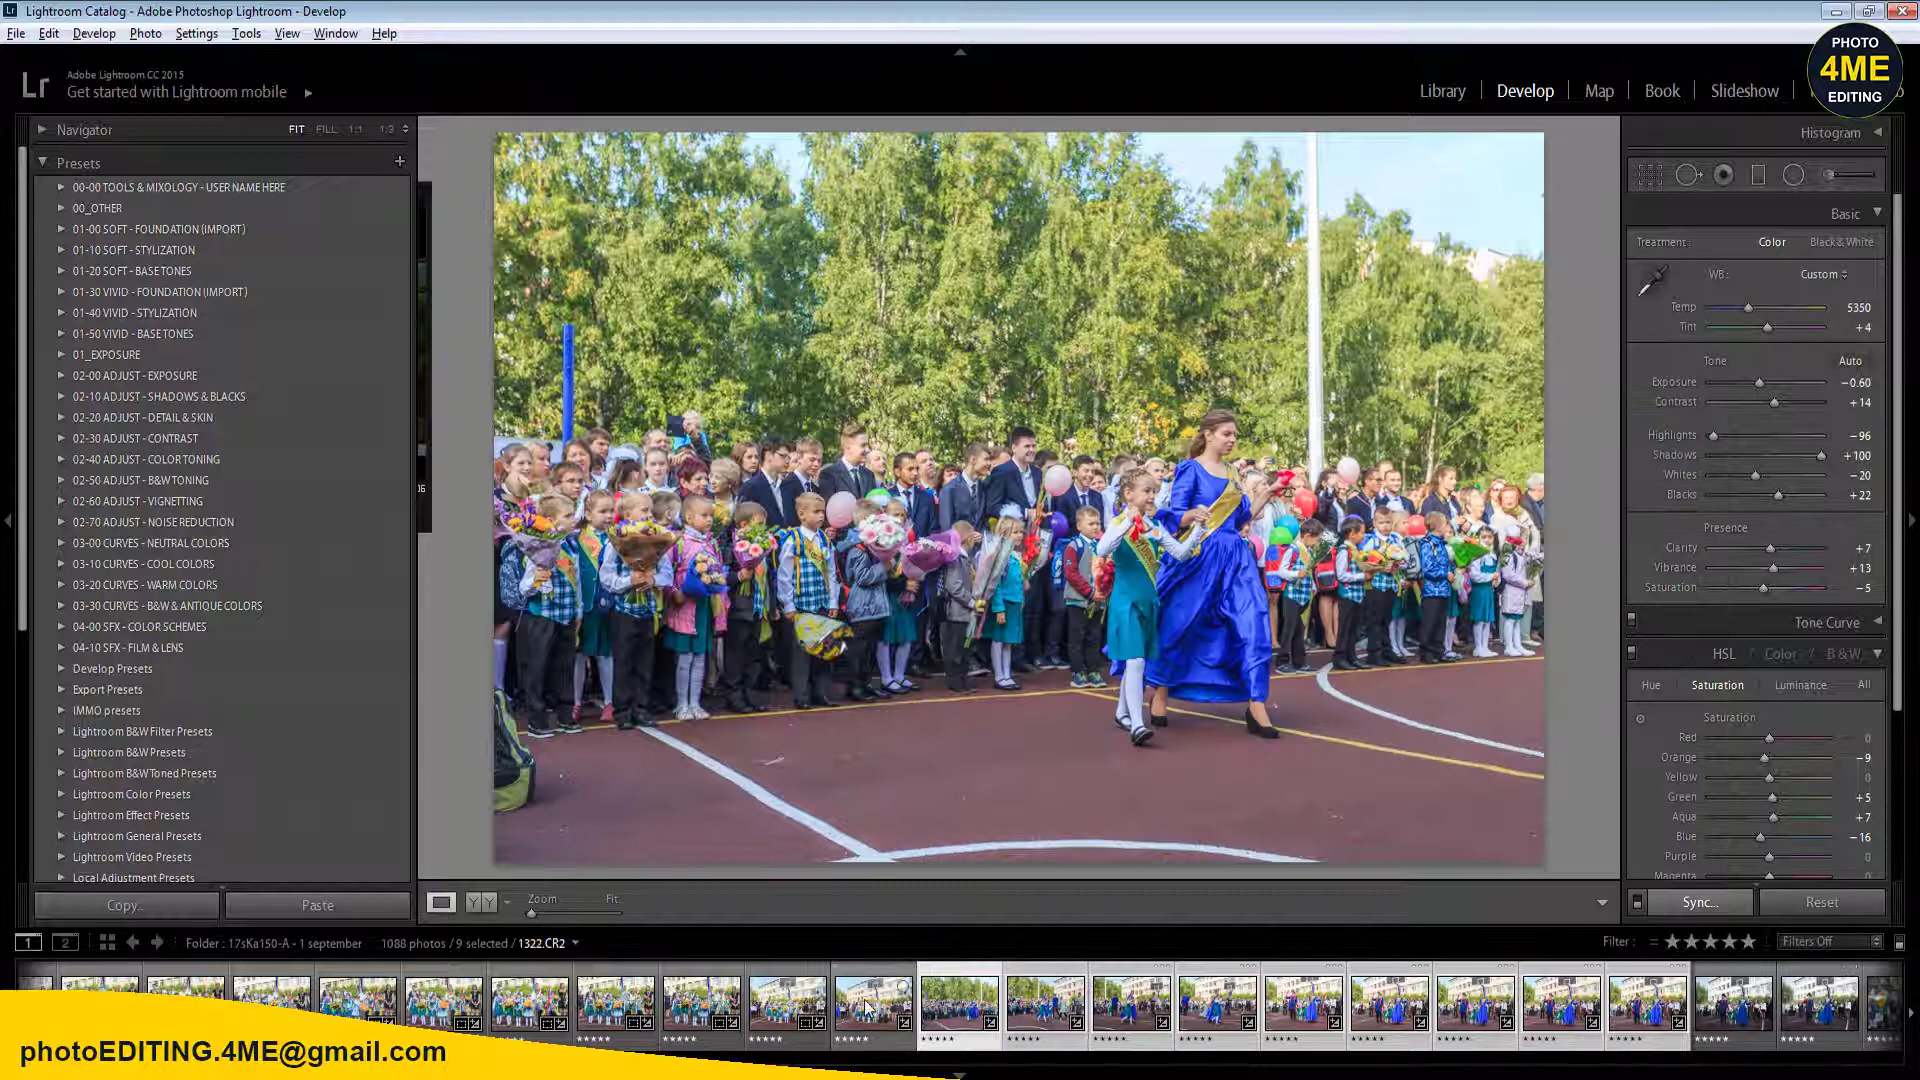 Lightroom Catalog - Adobe Photoshop Lightroom - Develop
File Edit Develop Photo Settings Tools View Window Help
PHOTO
4ME
EDITING
Lr
Adobe Lightroom CC 2015
Get started with Lightroom mobile
Library Develop Map Book Slideshow
Navigator FIT FILL 1:1 1:3
Presets +
00-00 TOOLS & MIXOLOGY - USER NAME HERE
00_OTHER
01-00 SOFT - FOUNDATION (IMPORT)
01-10 SOFT - STYLIZATION
01-20 SOFT - BASE TONES
01-30 VIVID - FOUNDATION (IMPORT)
01-40 VIVID - STYLIZATION
01-50 VIVID - BASE TONES
01_EXPOSURE
02-00 ADJUST - EXPOSURE
02-10 ADJUST - SHADOWS & BLACKS
02-20 ADJUST - DETAIL & SKIN
02-30 ADJUST - CONTRAST
02-40 ADJUST - COLOR TONING
02-50 ADJUST - B&W TONING
02-60 ADJUST - VIGNETTING
02-70 ADJUST - NOISE REDUCTION
03-00 CURVES - NEUTRAL COLORS
03-10 CURVES - COOL COLORS
03-20 CURVES - WARM COLORS
03-30 CURVES - B&W & ANTIQUE COLORS
04-00 SFX - COLOR SCHEMES
04-10 SFX - FILM & LENS
Develop Presets
Export Presets
IMMO presets
Lightroom B&W Filter Presets
Lightroom B&W Presets
Lightroom B&W Toned Presets
Lightroom Color Presets
Lightroom Effect Presets
Lightroom General Presets
Lightroom Video Presets
Local Adjustment Presets
Copy... Paste
Histogram
Basic
Treatment: Color Black & White
WB: Custom
Temp 5350
Tint +4
Tone Auto
Exposure -0.60
Contrast +14
Highlights -96
Shadows +100
Whites -20
Blacks +22
Presence
Clarity +7
Vibrance +13
Saturation -5
Tone Curve
HSL / Color / B & W
Hue Saturation Luminance All
Saturation
Red 0
Orange -9
Yellow 0
Green +5
Aqua +7
Blue -16
Purple 0
Magenta 0
Sync... Reset
YY Zoom Fit
1 2 Folder : 17sKa150-A - 1 september 1088 photos / 9 selected / 1322.CR2
Filter : Filters Off
photoEDITING.4ME@gmail.com